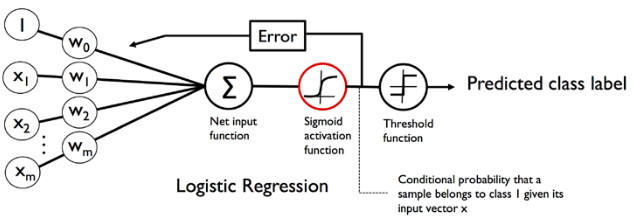 1
w0
Error
x1
w1
Σ
Predicted class label
x2
w2
Net input
function
Sigmoid
activation
function
Threshold
function
wm
xm
Logistic Regression
Conditional probability that a
sample belongs to class 1 given its
input vector x